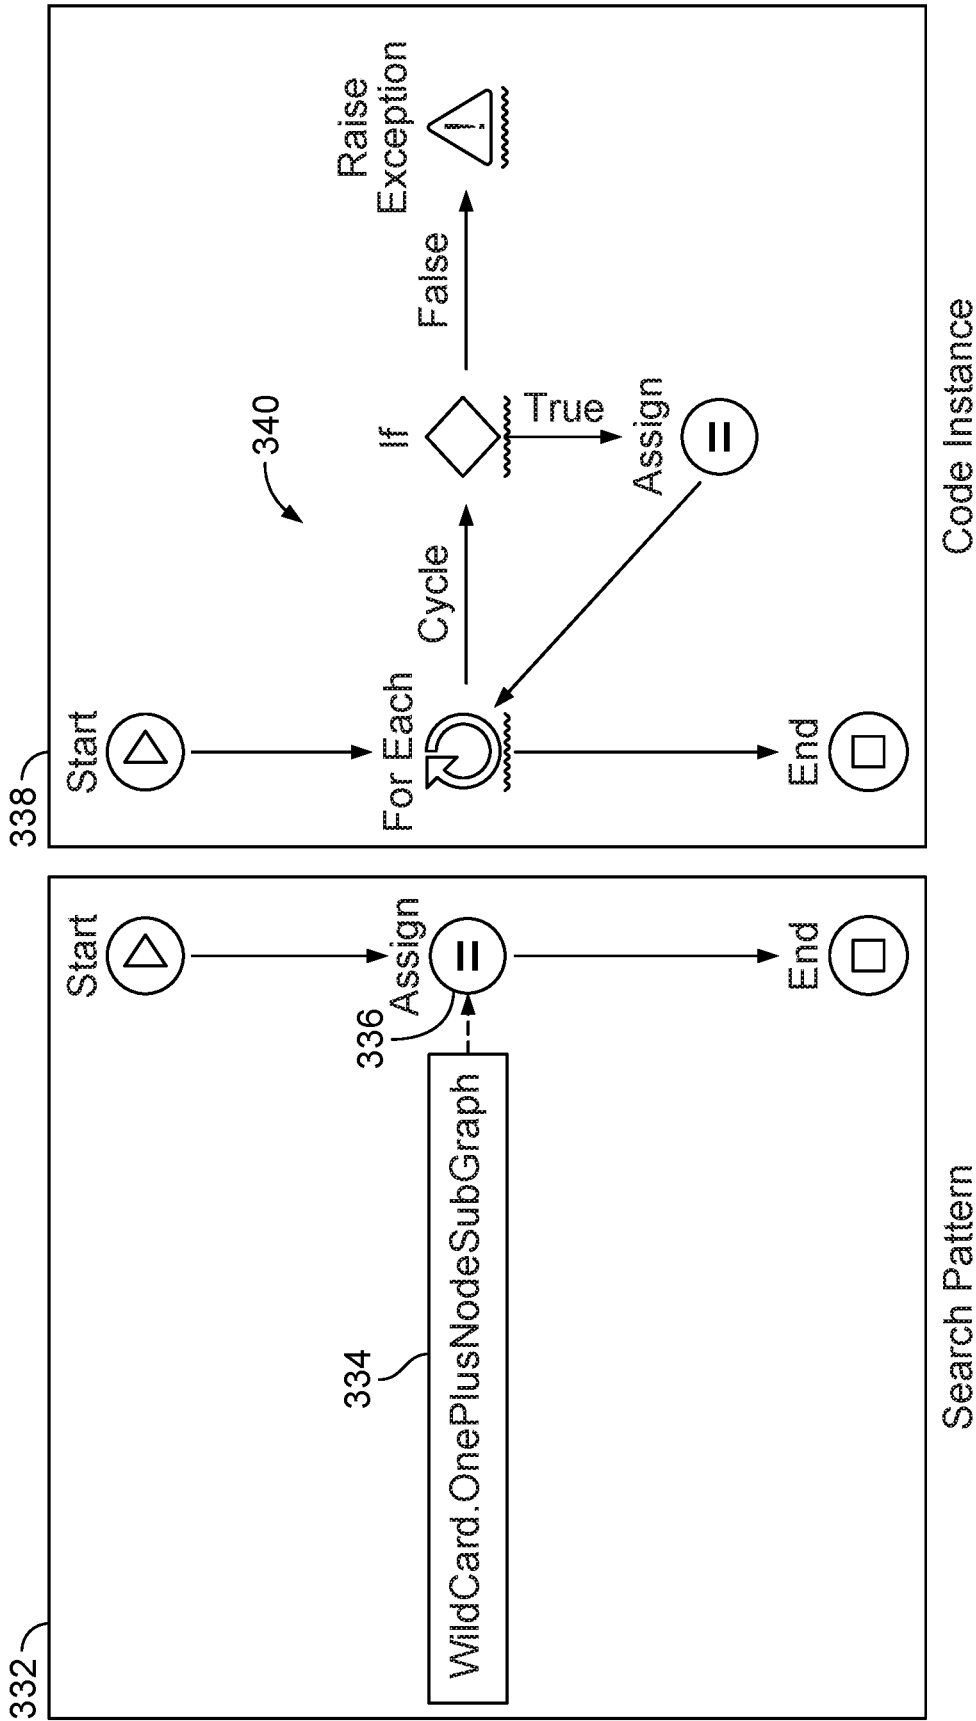 332
Start
336
Assign
334
WildCard.OnePlusNodeSubGraph
End
Search Pattern
338
Start
340
For Each
Cycle
If
False
Raise
Exception
True
Assign
End
Code Instance